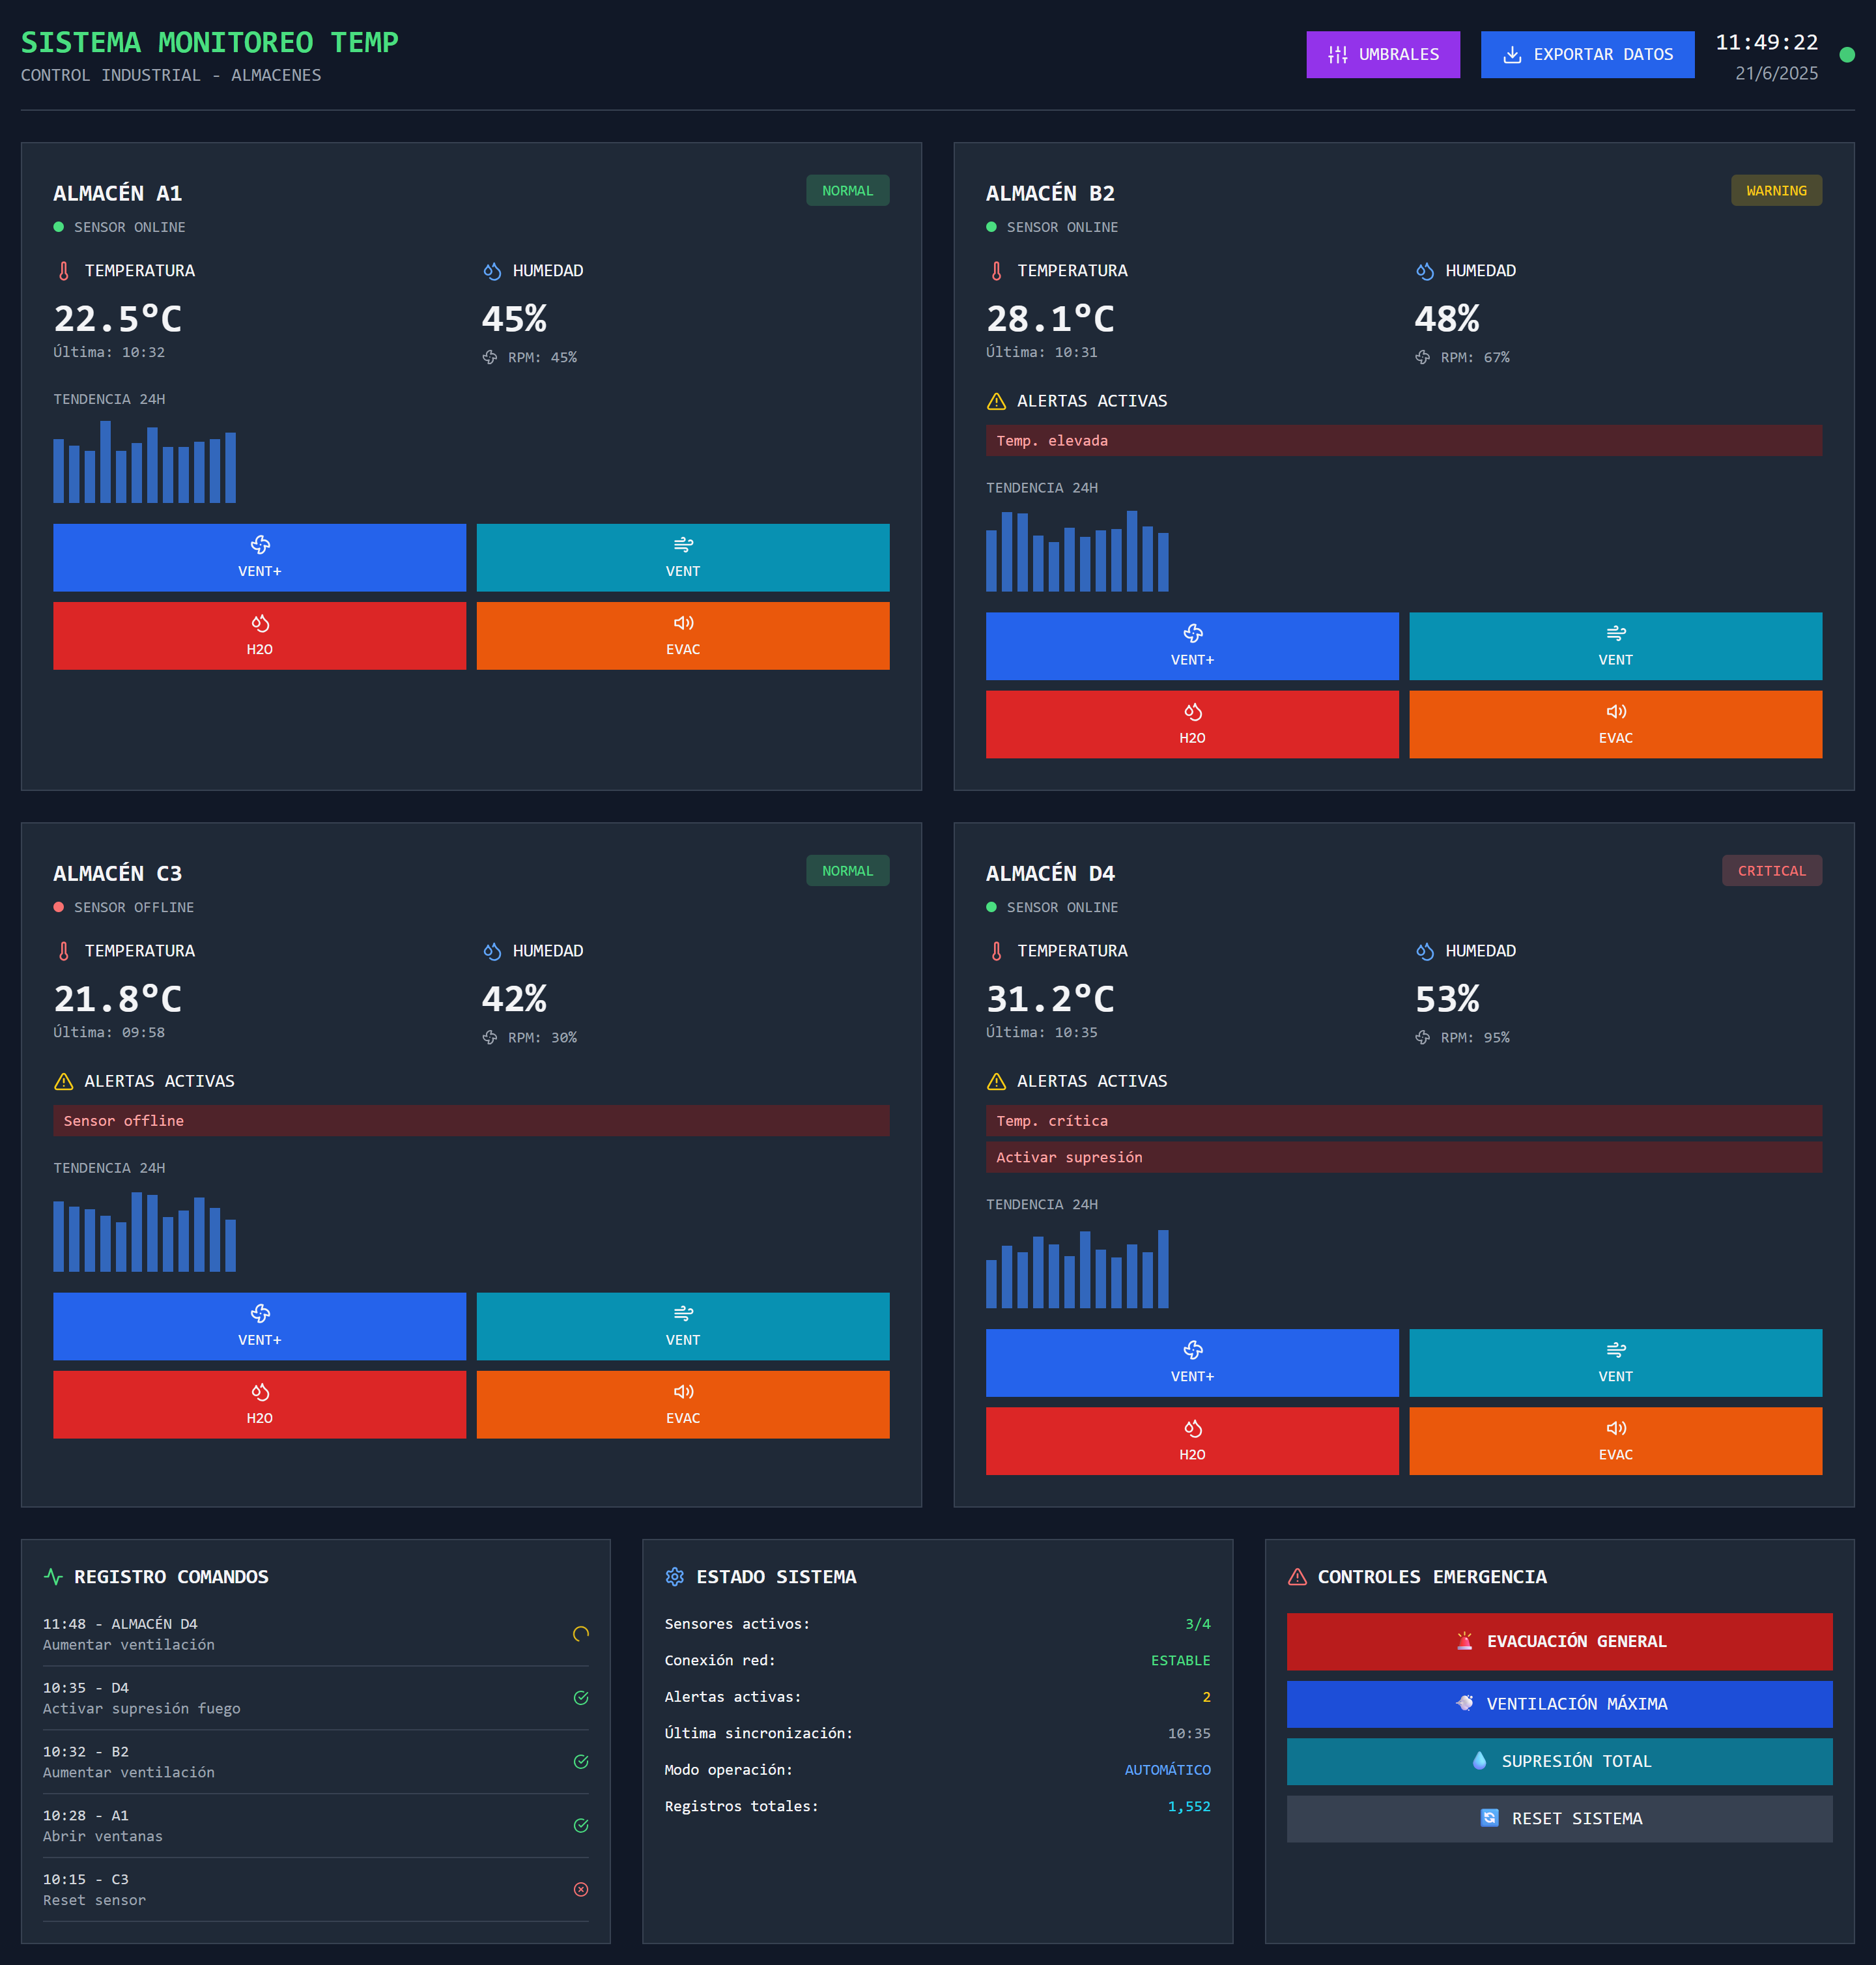 SISTEMA MONITOREO TEMP
CONTROL INDUSTRIAL - ALMACENES
UMBRALES
EXPORTAR DATOS
11:49:22
21/6/2025
ALMACÉN A1
NORMAL
SENSOR ONLINE
TEMPERATURA
HUMEDAD
22.5°C
45%
Última: 10:32
RPM: 45%
TENDENCIA 24H
VENT+
VENT
H2O
EVAC
ALMACÉN B2
WARNING
SENSOR ONLINE
TEMPERATURA
HUMEDAD
28.1°C
48%
Última: 10:31
RPM: 67%
ALERTAS ACTIVAS
Temp. elevada
TENDENCIA 24H
VENT+
VENT
H2O
EVAC
ALMACÉN C3
NORMAL
SENSOR OFFLINE
TEMPERATURA
HUMEDAD
21.8°C
42%
Última: 09:58
RPM: 30%
ALERTAS ACTIVAS
Sensor offline
TENDENCIA 24H
VENT+
VENT
H2O
EVAC
ALMACÉN D4
CRITICAL
SENSOR ONLINE
TEMPERATURA
HUMEDAD
31.2°C
53%
Última: 10:35
RPM: 95%
ALERTAS ACTIVAS
Temp. crítica
Activar supresión
TENDENCIA 24H
VENT+
VENT
H2O
EVAC
REGISTRO COMANDOS
11:48 - ALMACÉN D4
Aumentar ventilación
10:35 - D4
Activar supresión fuego
10:32 - B2
Aumentar ventilación
10:28 - A1
Abrir ventanas
10:15 - C3
Reset sensor
ESTADO SISTEMA
Sensores activos: 3/4
Conexión red: ESTABLE
Alertas activas: 2
Última sincronización: 10:35
Modo operación: AUTOMÁTICO
Registros totales: 1,552
CONTROLES EMERGENCIA
EVACUACIÓN GENERAL
VENTILACIÓN MÁXIMA
SUPRESIÓN TOTAL
RESET SISTEMA